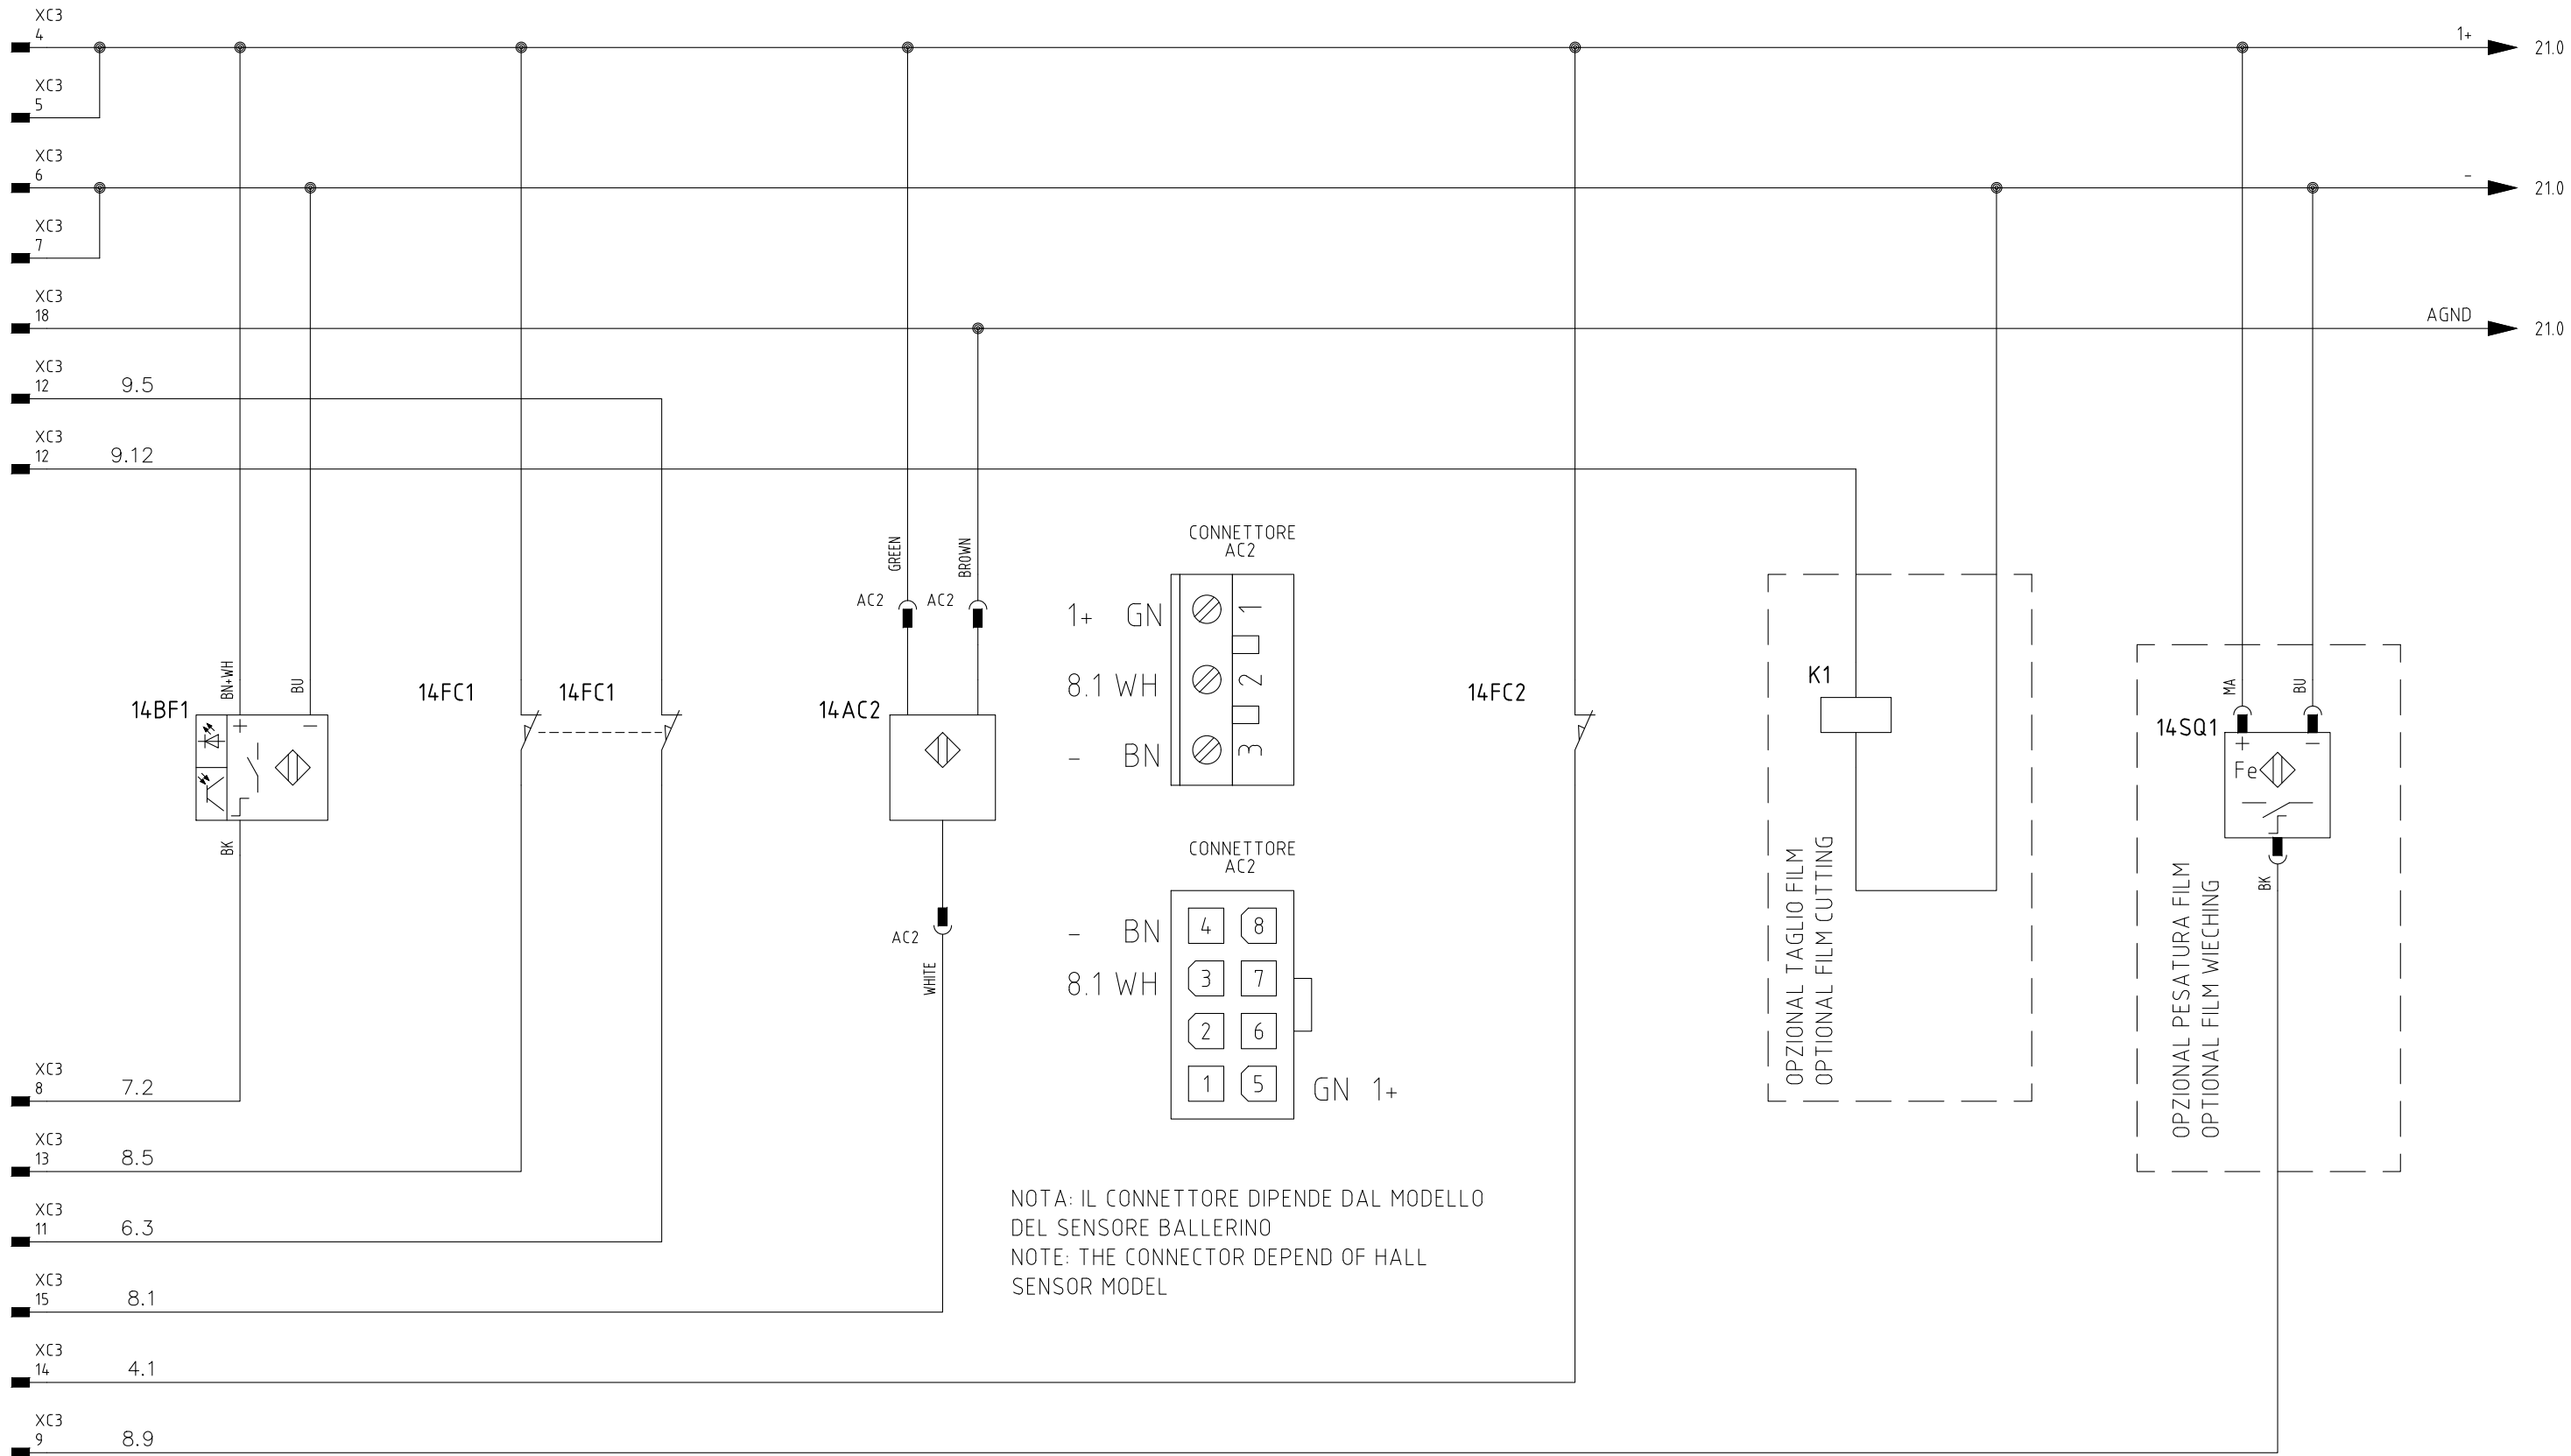 XC3
4
1+
21.0
XC3
5
XC3
6
-
21.0
XC3
7
XC3
18
AGND
21.0
XC3
12 9.5
XC3
12 9.12
GREEN
BROWN
AC2
AC2
CONNETTORE
AC2
1+ GN 1
8.1 WH 2
- BN 3
BN+WH
BU
14BF1
+ -
BK
14FC1
14FC1
14AC2
AC2
WHITE
CONNETTORE
AC2
- BN 4 8
8.1 WH 3 7
2 6
1 5 GN 1+
14FC2
K1
OPZIONAL TAGLIO FILM
OPTIONAL FILM CUTTING
MA
BU
14SQ1
+ -
Fe
BK
OPZIONAL PESATURA FILM
OPTIONAL FILM WIECHING
NOTA: IL CONNETTORE DIPENDE DAL MODELLO
DEL SENSORE BALLERINO
NOTE: THE CONNECTOR DEPEND OF HALL
SENSOR MODEL
XC3
8 7.2
XC3
13 8.5
XC3
11 6.3
XC3
15 8.1
XC3
14 4.1
XC3
9 8.9